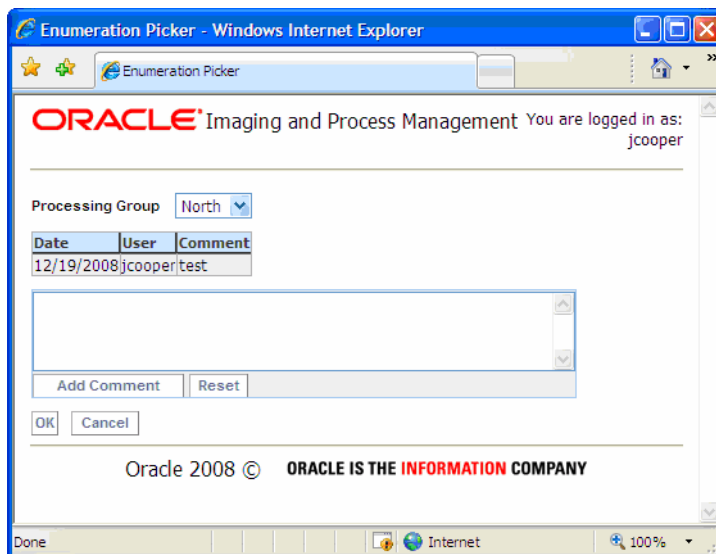 Enumeration Picker - Windows Internet Explorer
Enumeration Picker
ORACLE Imaging and Process Management You are logged in as:
jcooper
Processing Group North
Date User Comment
12/19/2008 jcooper test
Add Comment Reset
OK Cancel
Oracle 2008 © ORACLE IS THE INFORMATION COMPANY
Done Internet 100%